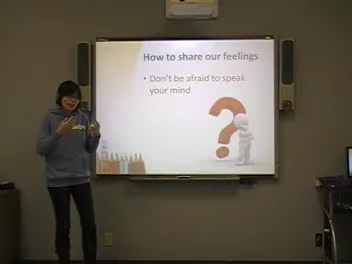 How to share our feelings
• Don't be afraid to speak
your mind